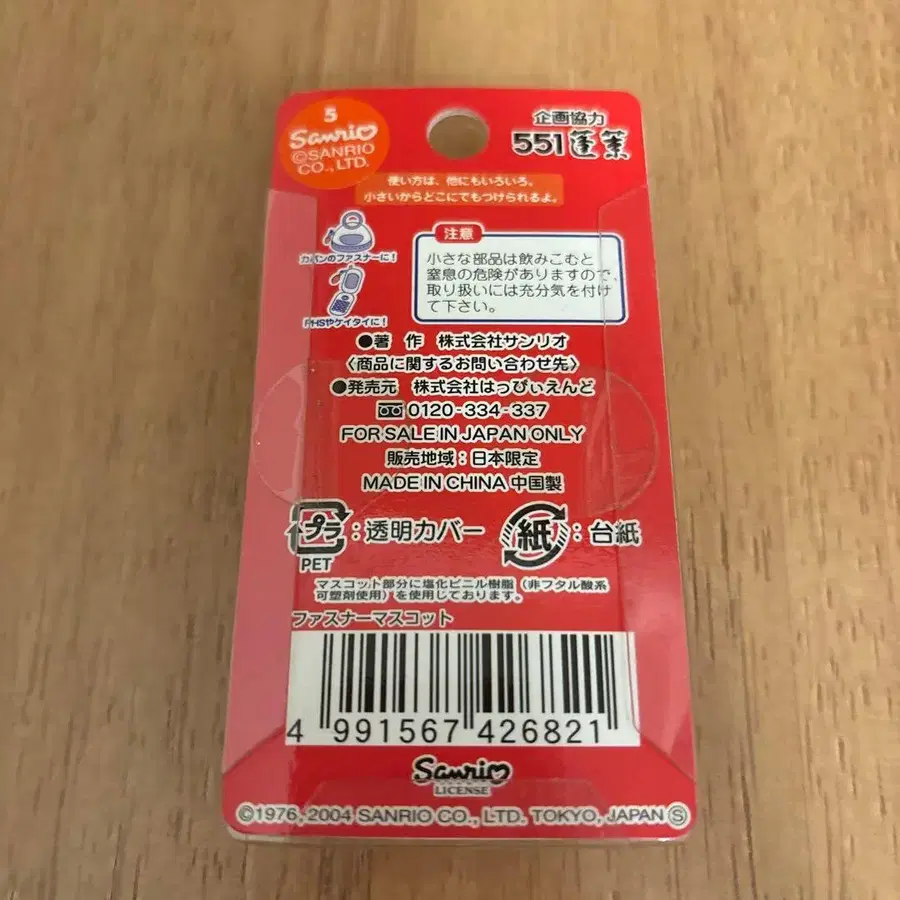 5
Sanrio
©SANRIO
CO., LTD.
企画協力
551蓬莱
使い方は、他にもいろいろ。
小さいからどこにでもつけられるよ。
カバンのファスナーに!
PHSやケイタイに!
注意
小さな部品は飲みこむと
窒息の危険がありますので、
取り扱いには充分気を付け
て下さい。
●著 作 株式会社サンリオ
〈商品に関するお問い合わせ先〉
●発売元 株式会社はっぴぃえんど
0120-334-337
FOR SALE IN JAPAN ONLY
販売地域:日本限定
MADE IN CHINA 中国製
プラ:透明カバー
PET
紙:台紙
マスコット部分に塩化ビニル樹脂(非フタル酸系
可塑剤使用)を使用しております。
ファスナーマスコット
4 991567 426821
Sanrio
LICENSE
©1976, 2004 SANRIO CO., LTD. TOKYO, JAPAN Ⓢ